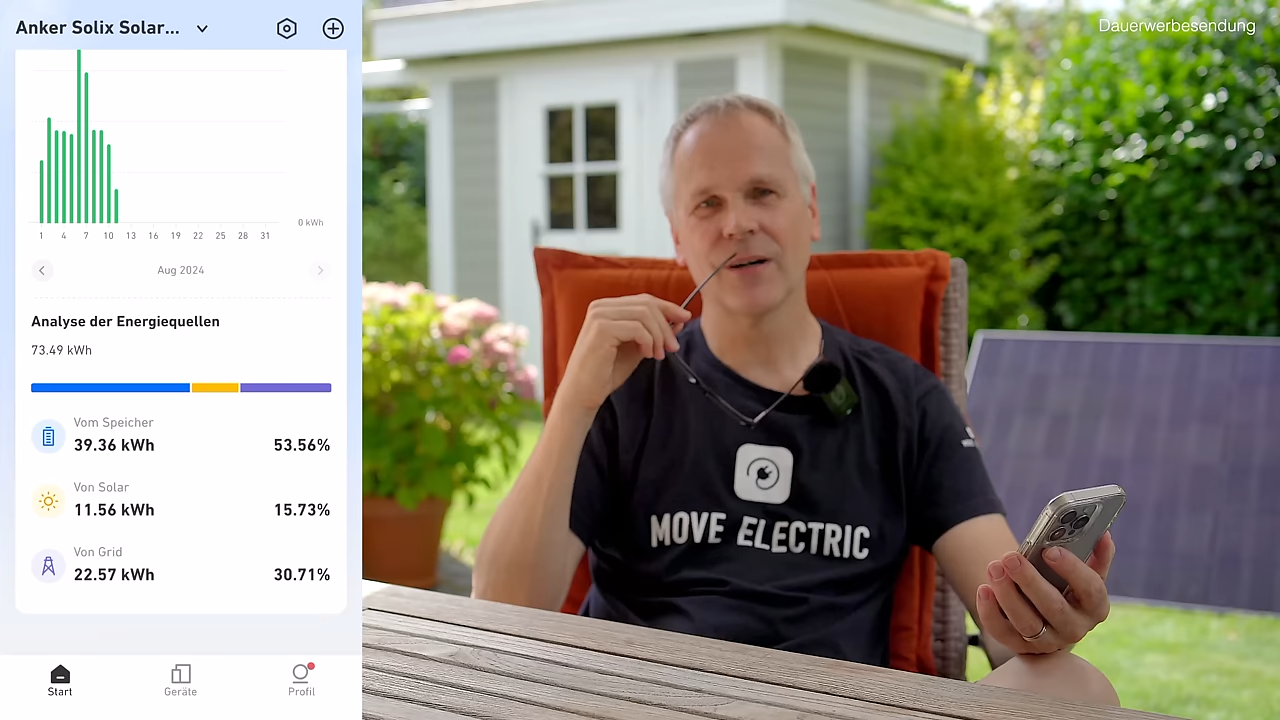 Anker Solix Solar...
0 kWh
1 4 7 10 13 16 19 22 25 28 31
Aug 2024
Analyse der Energiequellen
73.49 kWh
Vom Speicher
39.36 kWh 53.56%
Von Solar
11.56 kWh 15.73%
Von Grid
22.57 kWh 30.71%
Start Geräte Profil
Dauerwerbesendung
MOVE ELECTRIC